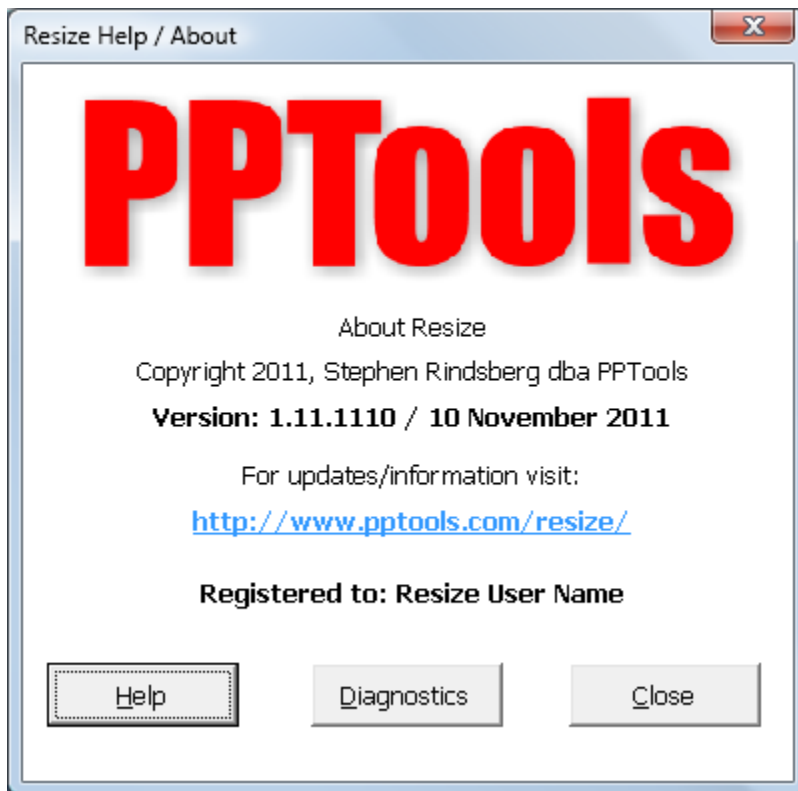 Resize Help / About
PPTools
About Resize
Copyright 2011, Stephen Rindsberg dba PPTools
Version: 1.11.1110 / 10 November 2011
For updates/information visit:
http://www.pptools.com/resize/
Registered to: Resize User Name
Help Diagnostics Close